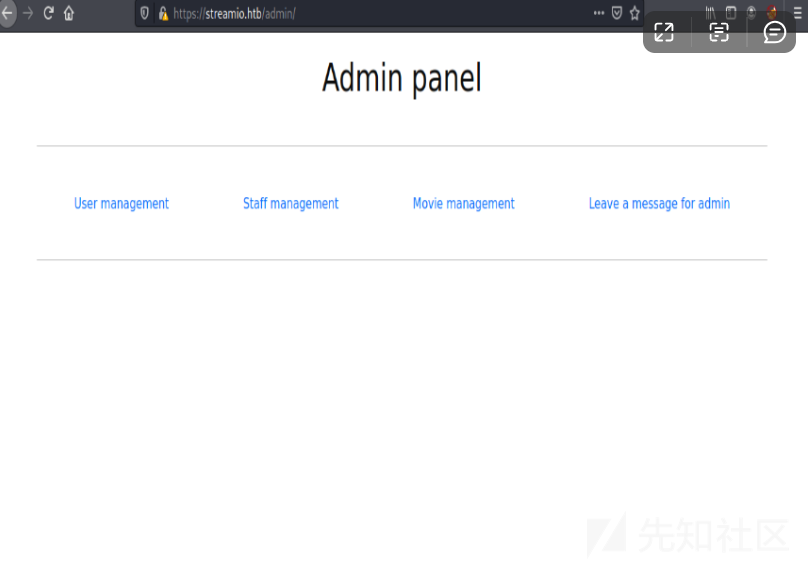 https://streamio.htb/admin/
Admin panel
User management Staff management Movie management Leave a message for admin
先知社区